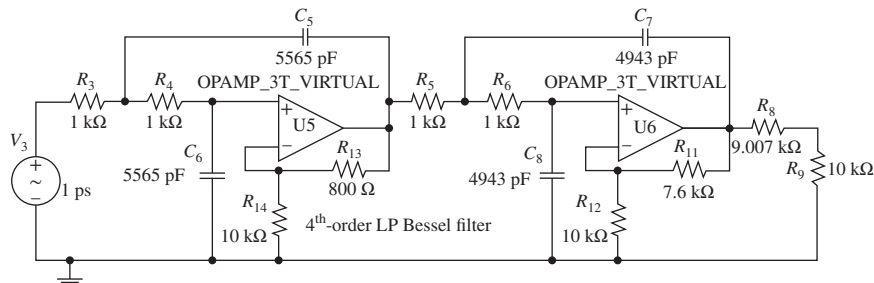 C5
5565 pF
C7
4943 pF
OPAMP_3T_VIRTUAL
OPAMP_3T_VIRTUAL
R3
1 kΩ
R4
1 kΩ
R5
1 kΩ
R6
1 kΩ
R8
9.007 kΩ
V3
+
~
−
1 ps
+
−
U5
+
−
U6
C6
5565 pF
R13
800 Ω
C8
4943 pF
R11
7.6 kΩ
R9
10 kΩ
R14
10 kΩ
4th-order LP Bessel filter
R12
10 kΩ